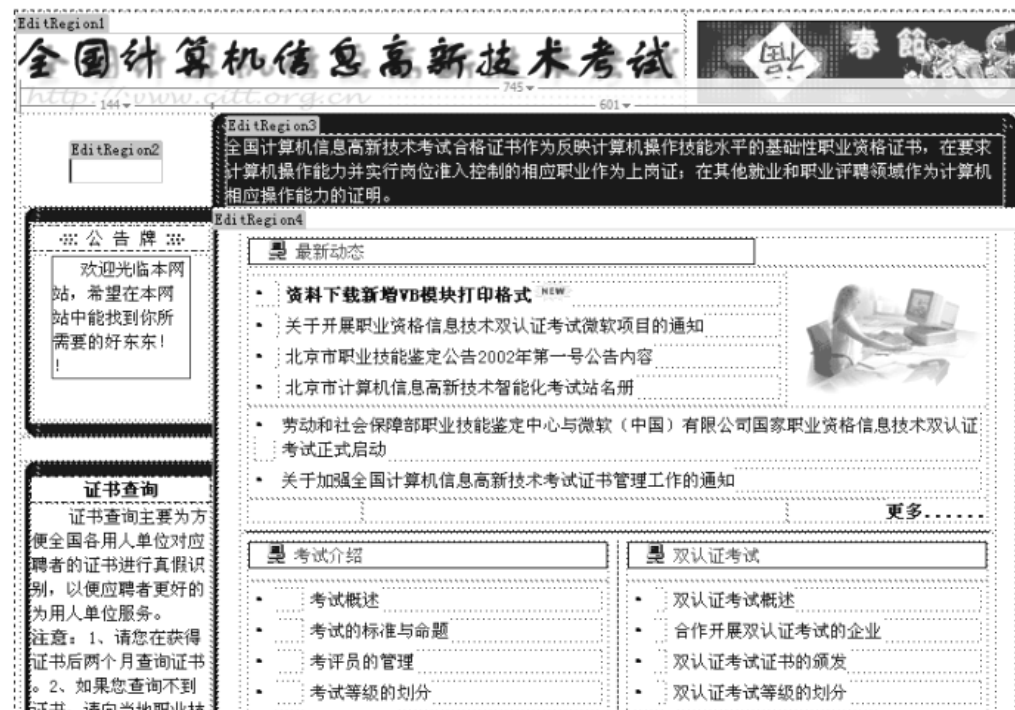 EditRegion1
全国计算机信息高新技术考试
春節
福
http://www.citt.org.cn
745
144
601
EditRegion2
EditRegion3
全国计算机信息高新技术考试合格证书作为反映计算机操作技能水平的基础性职业资格证书，在要求
计算机操作能力并实行岗位准入控制的相应职业作为上岗证；在其他就业和职业评聘领域作为计算机
相应操作能力的证明。
EditRegion4
公告牌
欢迎光临本网
站，希望在本网
站中能找到你所
需要的好东东！
！
证书查询
证书查询主要为方
便全国各用人单位对应
聘者的证书进行真假识
别，以便应聘者更好的
为用人单位服务。
注意：1、请您在获得
证书后两个月查询证书
。2、如果您查询不到
证书，请向当地职业技
最新动态
· 资料下载新增VB模块打印格式 NEW
· 关于开展职业资格信息技术双认证考试微软项目的通知
· 北京市职业技能鉴定公告2002年第一号公告内容
· 北京市计算机信息高新技术智能化考试站名册
· 劳动和社会保障部职业技能鉴定中心与微软（中国）有限公司国家职业资格信息技术双认证
考试正式启动
· 关于加强全国计算机信息高新技术考试证书管理工作的通知
更多......
考试介绍
· 考试概述
· 考试的标准与命题
· 考评员的管理
· 考试等级的划分
双认证考试
· 双认证考试概述
· 合作开展双认证考试的企业
· 双认证考试证书的颁发
· 双认证考试等级的划分